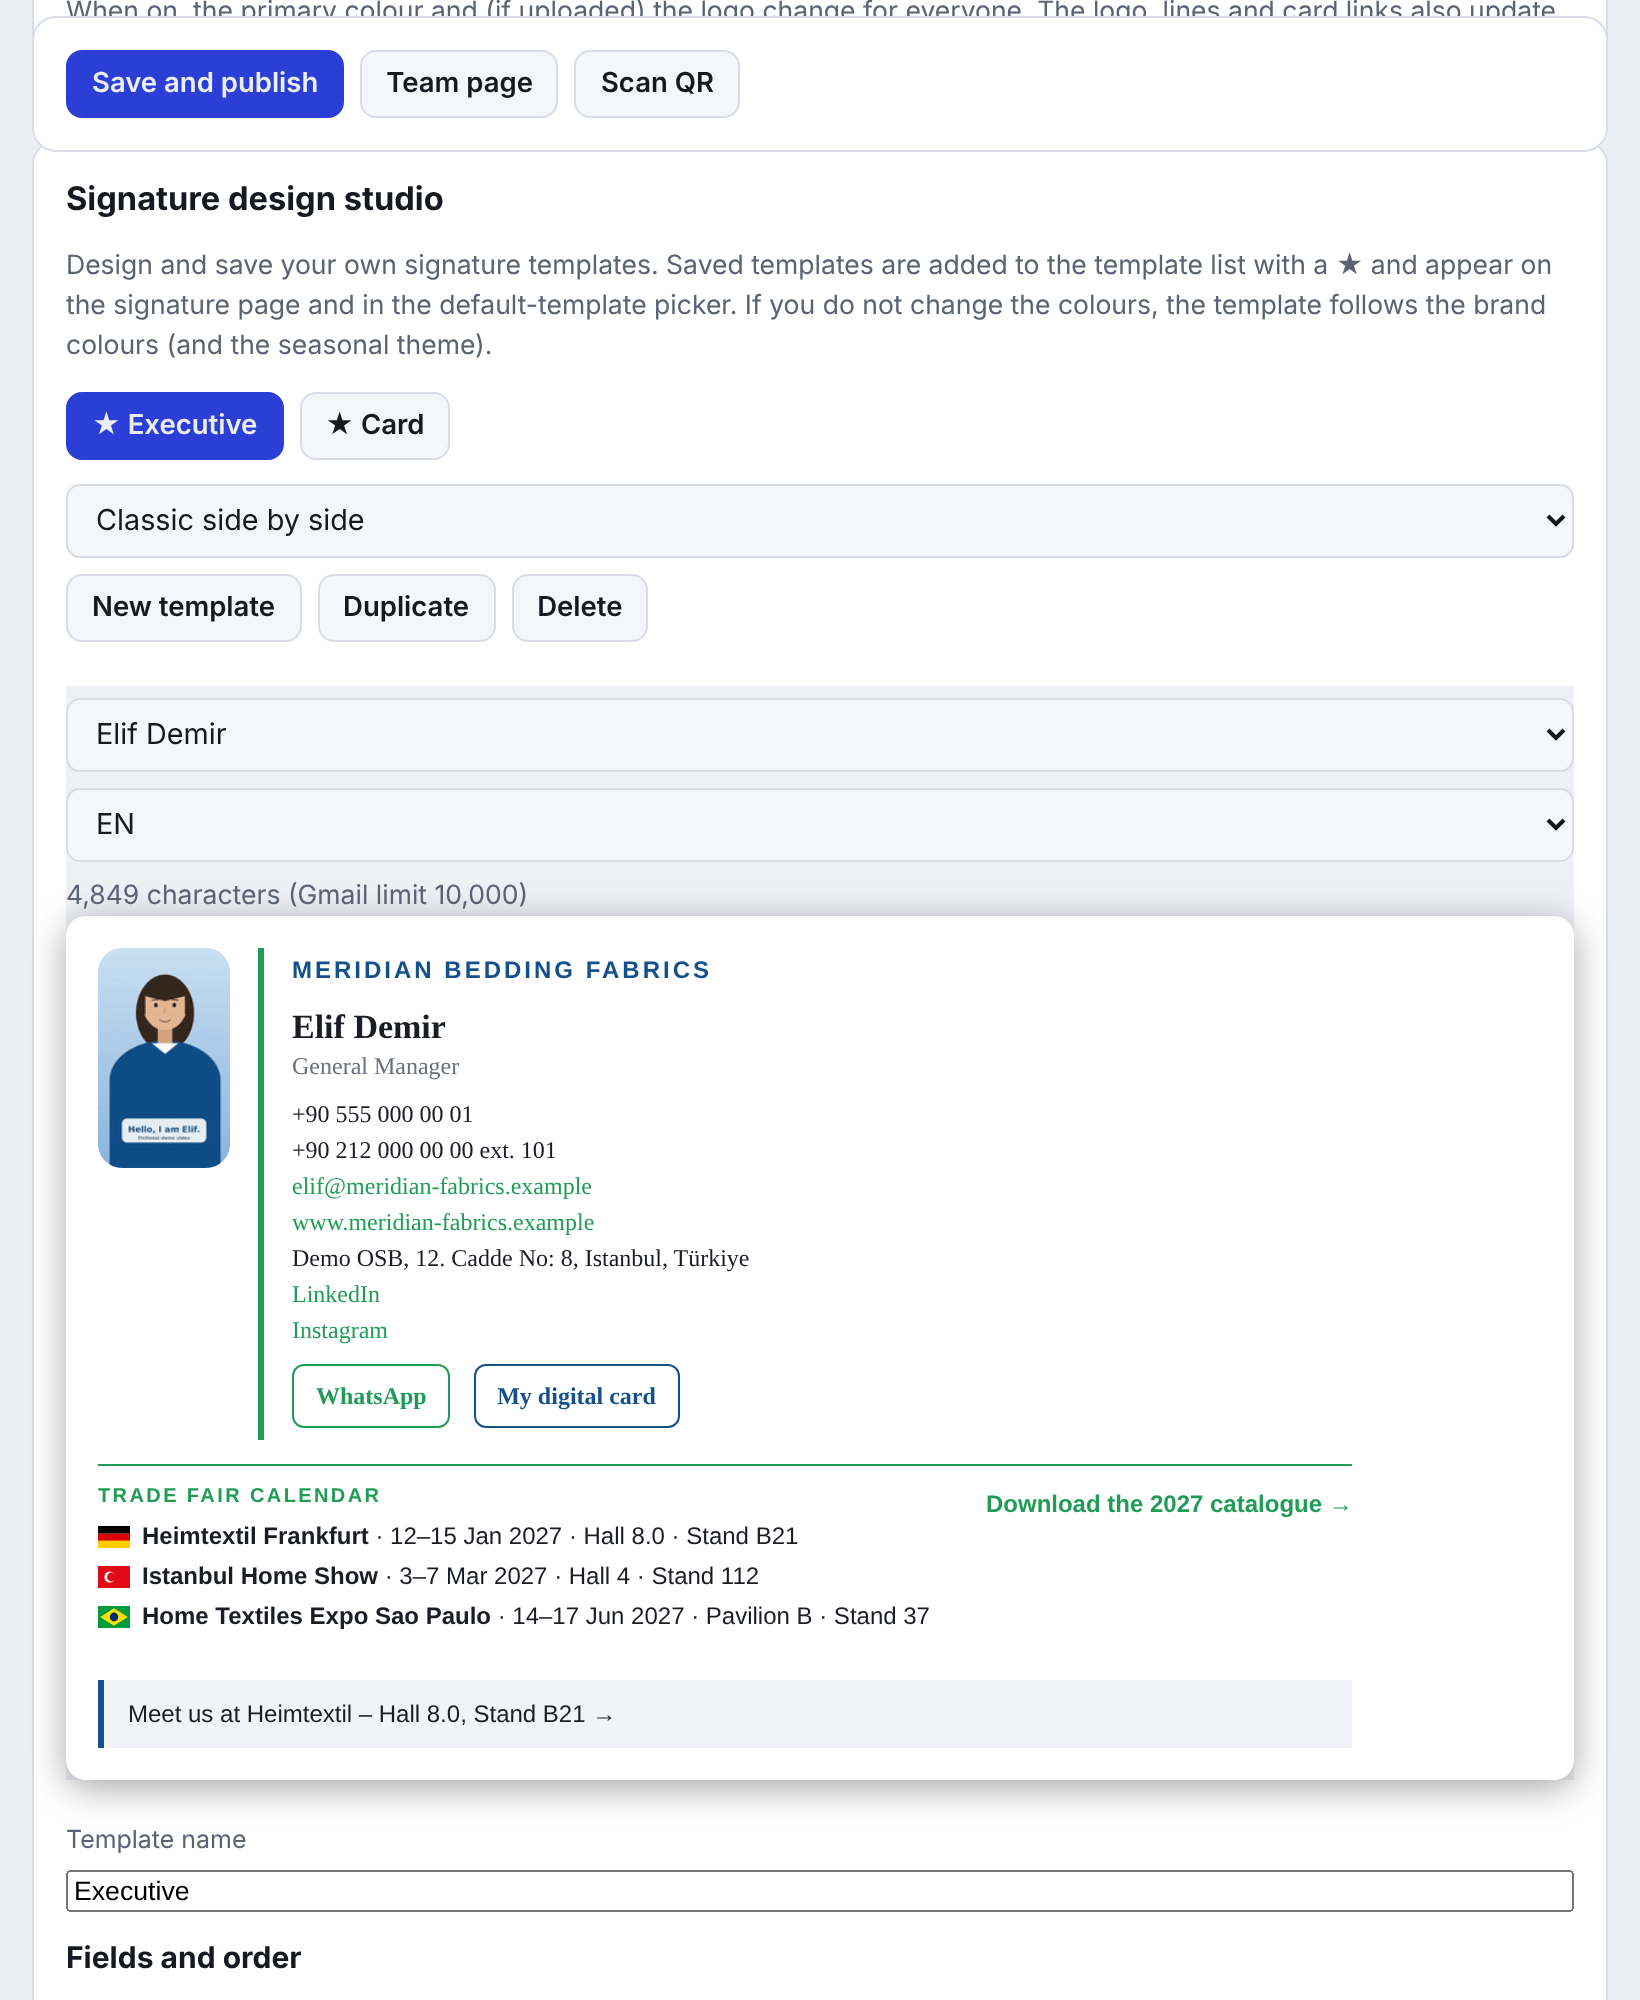 When on, the primary colour and (if uploaded) the logo change for everyone. The logo, lines and card links also update
Save and publish
Team page
Scan QR
Signature design studio
Design and save your own signature templates. Saved templates are added to the template list with a ★ and appear on
the signature page and in the default-template picker. If you do not change the colours, the template follows the brand
colours (and the seasonal theme).
★ Executive
★ Card
Classic side by side
New template
Duplicate
Delete
Elif Demir
EN
4,849 characters (Gmail limit 10,000)
Hello, I am Elif.
Fictional demo video
MERIDIAN BEDDING FABRICS
Elif Demir
General Manager
+90 555 000 00 01
+90 212 000 00 00 ext. 101
elif@meridian-fabrics.example
www.meridian-fabrics.example
Demo OSB, 12. Cadde No: 8, Istanbul, Türkiye
LinkedIn
Instagram
WhatsApp
My digital card
TRADE FAIR CALENDAR
Download the 2027 catalogue →
Heimtextil Frankfurt · 12–15 Jan 2027 · Hall 8.0 · Stand B21
Istanbul Home Show · 3–7 Mar 2027 · Hall 4 · Stand 112
Home Textiles Expo Sao Paulo · 14–17 Jun 2027 · Pavilion B · Stand 37
Meet us at Heimtextil – Hall 8.0, Stand B21 →
Template name
Executive
Fields and order